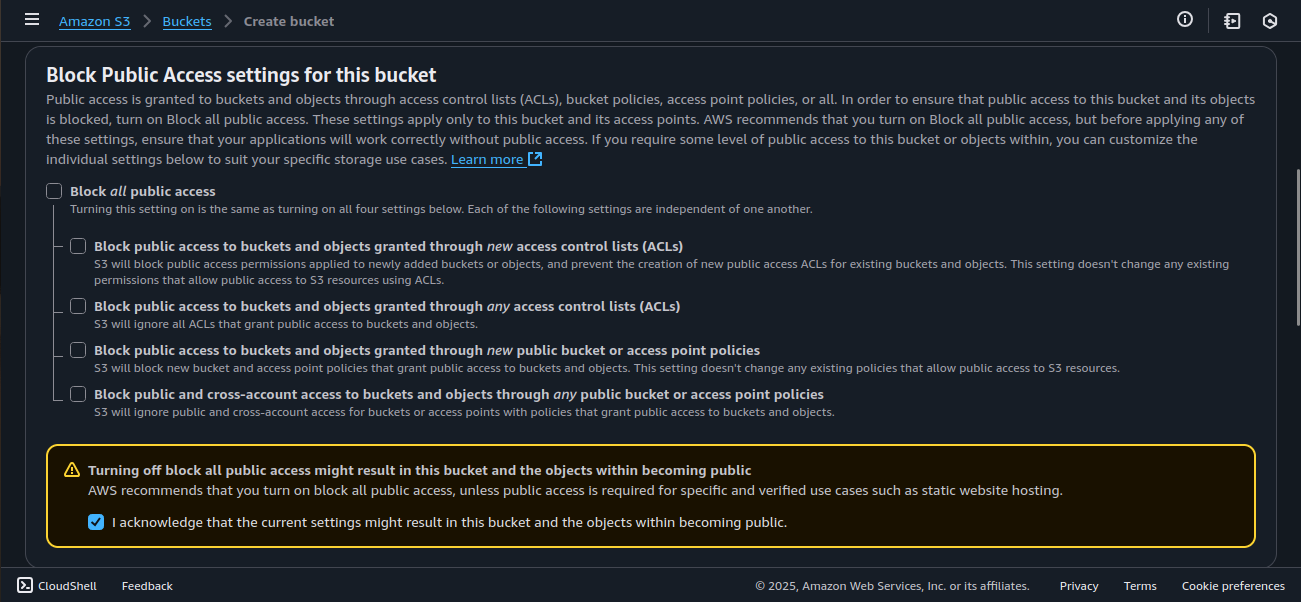 Amazon S3 > Buckets > Create bucket
Block Public Access settings for this bucket
Public access is granted to buckets and objects through access control lists (ACLs), bucket policies, access point policies, or all. In order to ensure that public access to this bucket and its objects
is blocked, turn on Block all public access. These settings apply only to this bucket and its access points. AWS recommends that you turn on Block all public access, but before applying any of
these settings, ensure that your applications will work correctly without public access. If you require some level of public access to this bucket or objects within, you can customize the
individual settings below to suit your specific storage use cases. Learn more
Block all public access
Turning this setting on is the same as turning on all four settings below. Each of the following settings are independent of one another.
Block public access to buckets and objects granted through new access control lists (ACLs)
S3 will block public access permissions applied to newly added buckets or objects, and prevent the creation of new public access ACLs for existing buckets and objects. This setting doesn't change any existing
permissions that allow public access to S3 resources using ACLs.
Block public access to buckets and objects granted through any access control lists (ACLs)
S3 will ignore all ACLs that grant public access to buckets and objects.
Block public access to buckets and objects granted through new public bucket or access point policies
S3 will block new bucket and access point policies that grant public access to buckets and objects. This setting doesn't change any existing policies that allow public access to S3 resources.
Block public and cross-account access to buckets and objects through any public bucket or access point policies
S3 will ignore public and cross-account access for buckets or access points with policies that grant public access to buckets and objects.
Turning off block all public access might result in this bucket and the objects within becoming public
AWS recommends that you turn on block all public access, unless public access is required for specific and verified use cases such as static website hosting.
I acknowledge that the current settings might result in this bucket and the objects within becoming public.
CloudShell Feedback © 2025, Amazon Web Services, Inc. or its affiliates. Privacy Terms Cookie preferences